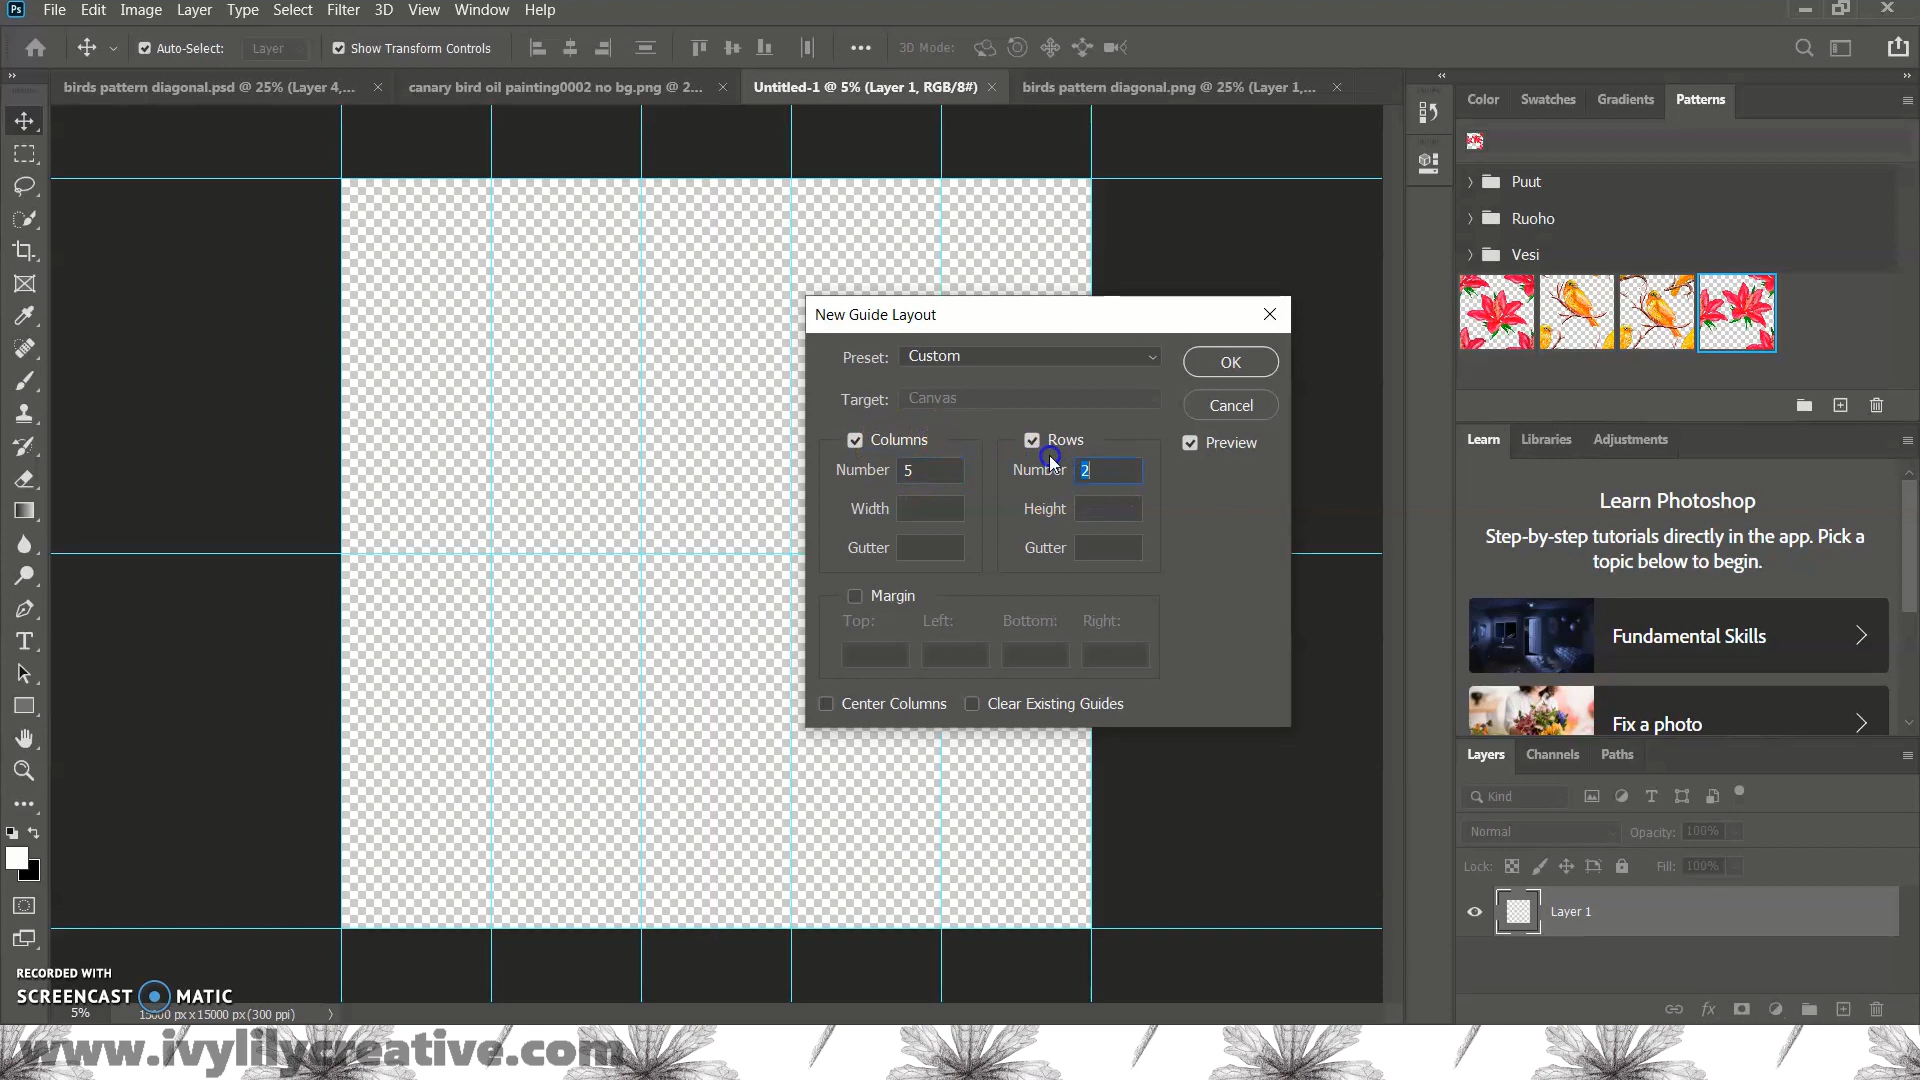 Ps File Edit Image Layer Type Select Filter 3D View Window Help
Auto-Select: Layer Show Transform Controls 3D Mode:
birds pattern diagonal.psd @ 25% (Layer 4,... canary bird oil painting0002 no bg.png @ 2... Untitled-1 @ 5% (Layer 1, RGB/8#) birds pattern diagonal.png @ 25% (Layer 1,...
Color Swatches Gradients Patterns
Puut
Ruoho
Vesi
New Guide Layout
Preset: Custom
OK
Target: Canvas
Cancel
Columns Rows Preview
Number 5 Number 2
Width Height
Gutter Gutter
Margin
Top: Left: Bottom: Right:
Center Columns Clear Existing Guides
Learn Libraries Adjustments
Learn Photoshop
Step-by-step tutorials directly in the app. Pick a
topic below to begin.
Fundamental Skills
Fix a photo
Layers Channels Paths
Kind
Normal Opacity: 100%
Lock: Fill: 100%
Layer 1
RECORDED WITH
SCREENCAST MATIC
5% 15000 px x 15000 px (300 ppi)
www.ivylilycreative.com